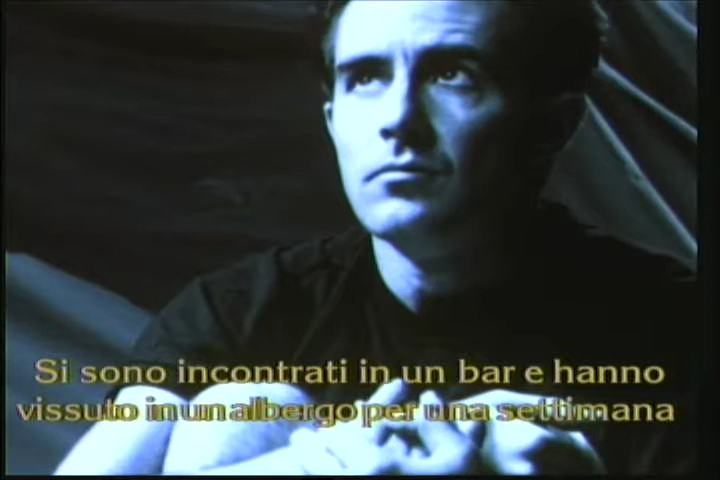 Si sono incontrati in un bar e hanno
vissuto in un albergo per una settimana